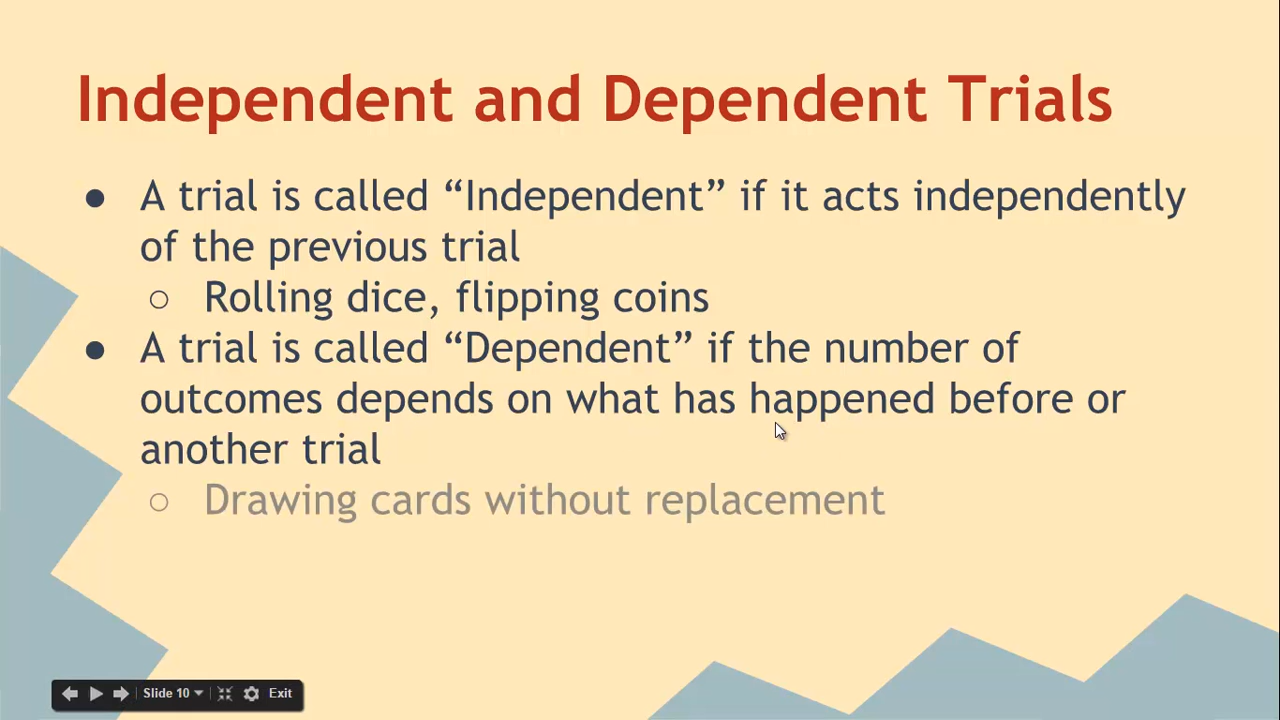 Independent and Dependent Trials
● A trial is called “Independent” if it acts independently
of the previous trial
○ Rolling dice, flipping coins
● A trial is called “Dependent” if the number of
outcomes depends on what has happened before or
another trial
○ Drawing cards without replacement
Slide 10 Exit